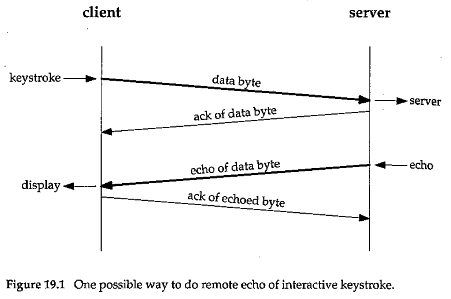 client server
keystroke
data byte
server
ack of data byte
echo of data byte
echo
display
ack of echoed byte
Figure 19.1 One possible way to do remote echo of interactive keystroke.